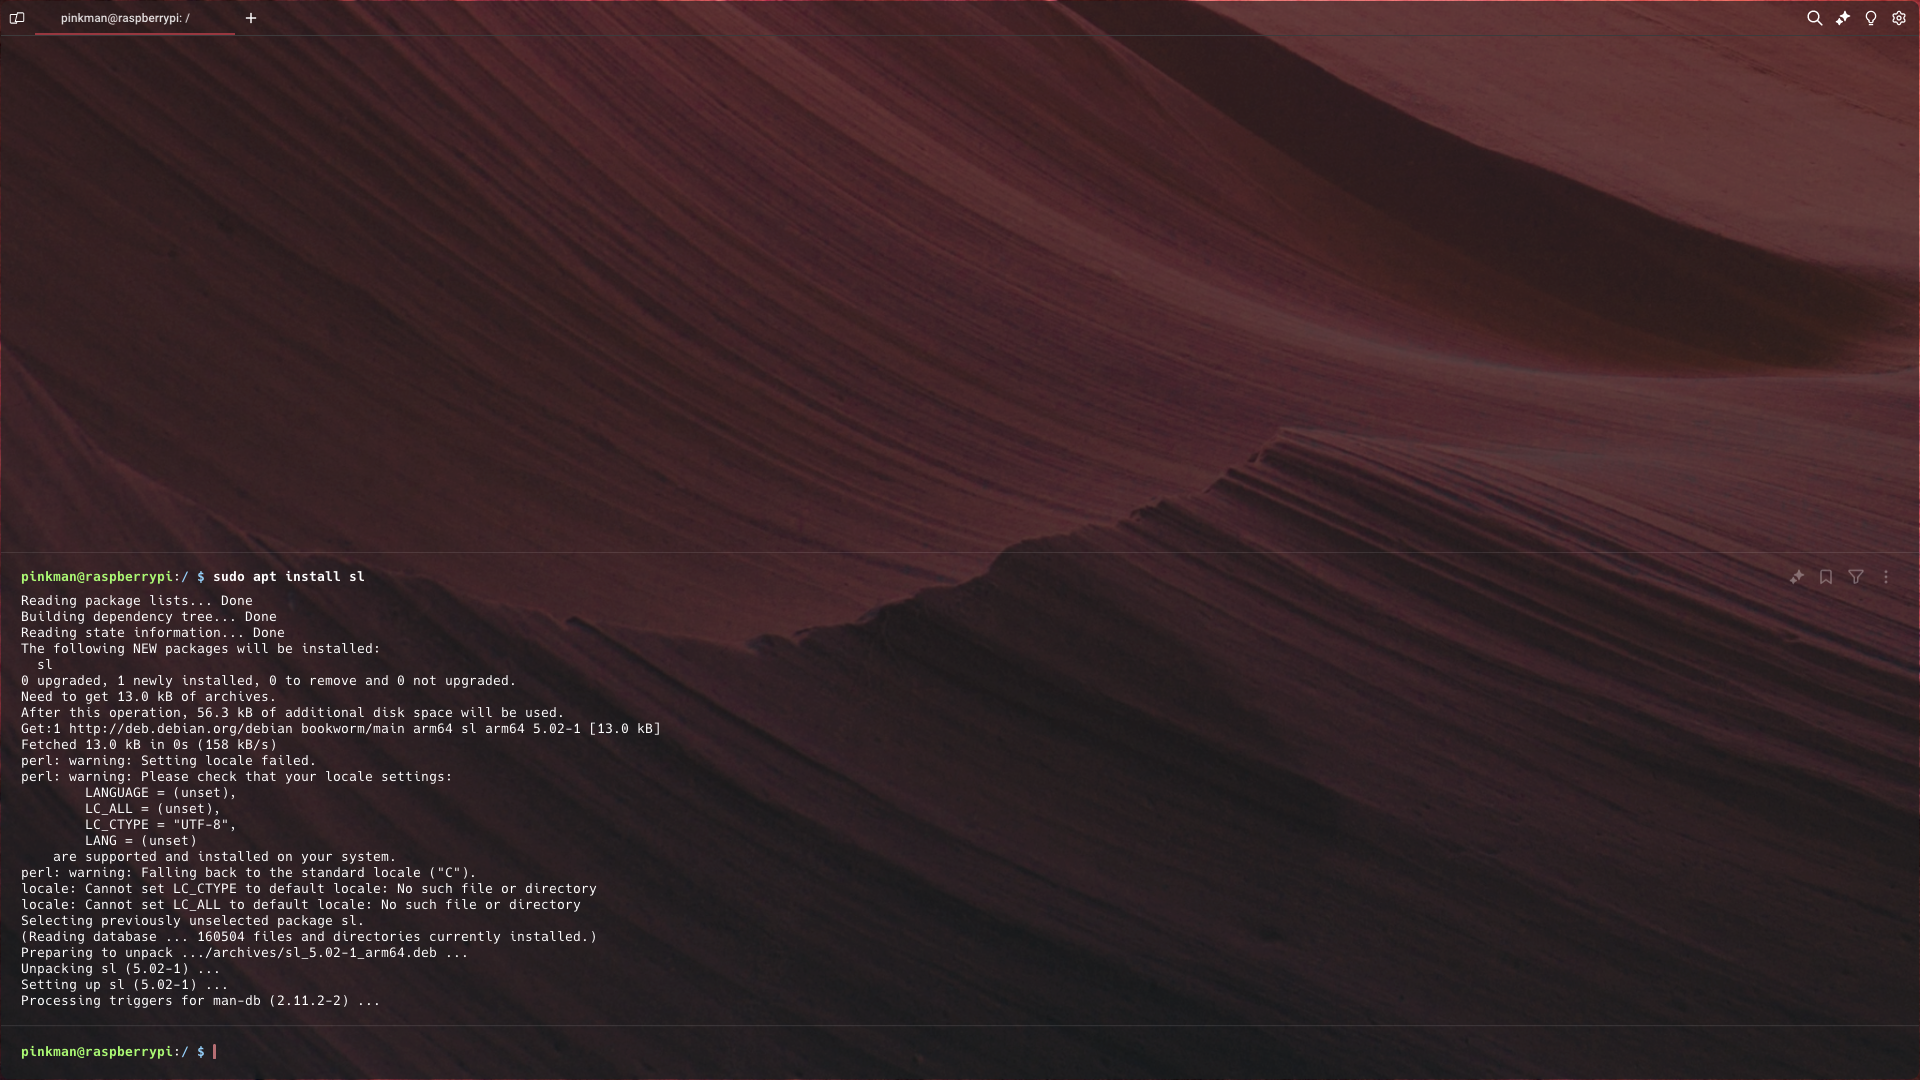 pinkman@raspberrypi: /
pinkman@raspberrypi:/ $ sudo apt install sl
Reading package lists... Done
Building dependency tree... Done
Reading state information... Done
The following NEW packages will be installed:
  sl
0 upgraded, 1 newly installed, 0 to remove and 0 not upgraded.
Need to get 13.0 kB of archives.
After this operation, 56.3 kB of additional disk space will be used.
Get:1 http://deb.debian.org/debian bookworm/main arm64 sl arm64 5.02-1 [13.0 kB]
Fetched 13.0 kB in 0s (158 kB/s)
perl: warning: Setting locale failed.
perl: warning: Please check that your locale settings:
        LANGUAGE = (unset),
        LC_ALL = (unset),
        LC_CTYPE = "UTF-8",
        LANG = (unset)
    are supported and installed on your system.
perl: warning: Falling back to the standard locale ("C").
locale: Cannot set LC_CTYPE to default locale: No such file or directory
locale: Cannot set LC_ALL to default locale: No such file or directory
Selecting previously unselected package sl.
(Reading database ... 160504 files and directories currently installed.)
Preparing to unpack .../archives/sl_5.02-1_arm64.deb ...
Unpacking sl (5.02-1) ...
Setting up sl (5.02-1) ...
Processing triggers for man-db (2.11.2-2) ...
pinkman@raspberrypi:/ $